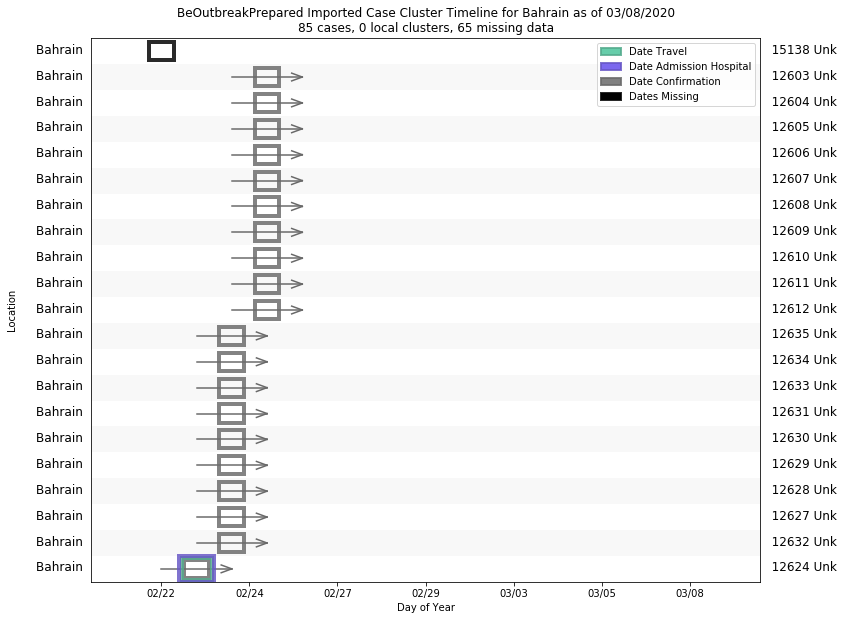 BeOutbreakPrepared Imported Case Cluster Timeline for Bahrain as of 03/08/2020
85 cases, 0 local clusters, 65 missing data
Date Travel
Date Admission Hospital
Date Confirmation
Dates Missing
Bahrain 15138 Unk
Bahrain 12603 Unk
Bahrain 12604 Unk
Bahrain 12605 Unk
Bahrain 12606 Unk
Bahrain 12607 Unk
Bahrain 12608 Unk
Bahrain 12609 Unk
Bahrain 12610 Unk
Bahrain 12611 Unk
Bahrain 12612 Unk
Bahrain 12635 Unk
Bahrain 12634 Unk
Bahrain 12633 Unk
Bahrain 12631 Unk
Bahrain 12630 Unk
Bahrain 12629 Unk
Bahrain 12628 Unk
Bahrain 12627 Unk
Bahrain 12632 Unk
Bahrain 12624 Unk
Location
02/22 02/24 02/27 02/29 03/03 03/05 03/08
Day of Year